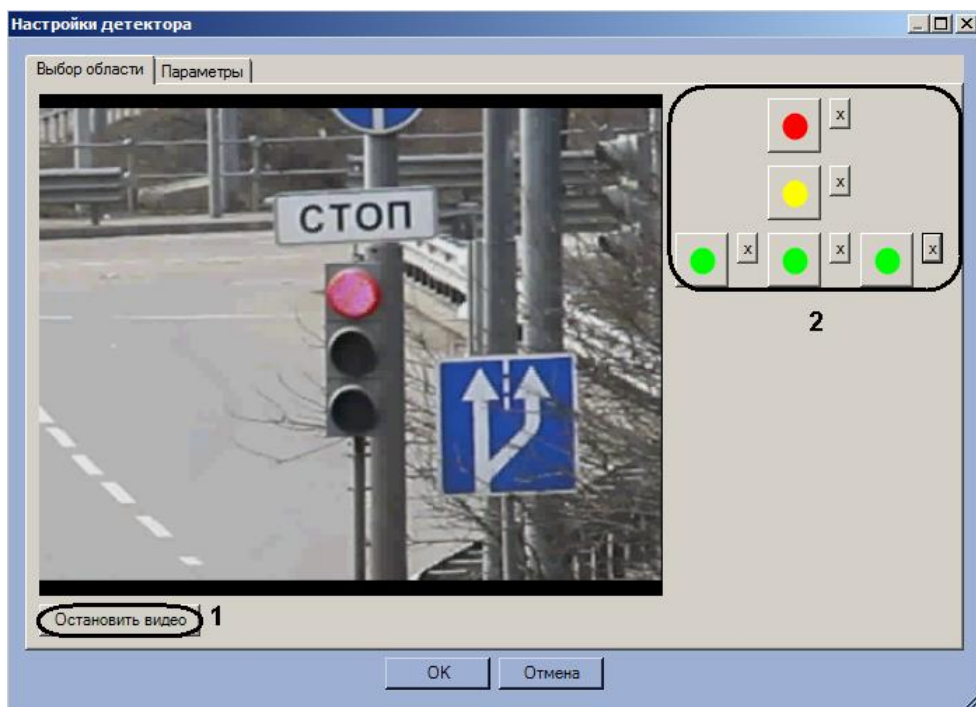 Настройки детектора
Выбор области
Параметры
x
x
x
x
x
СТОП
2
Остановить видео
1
OK
Отмена